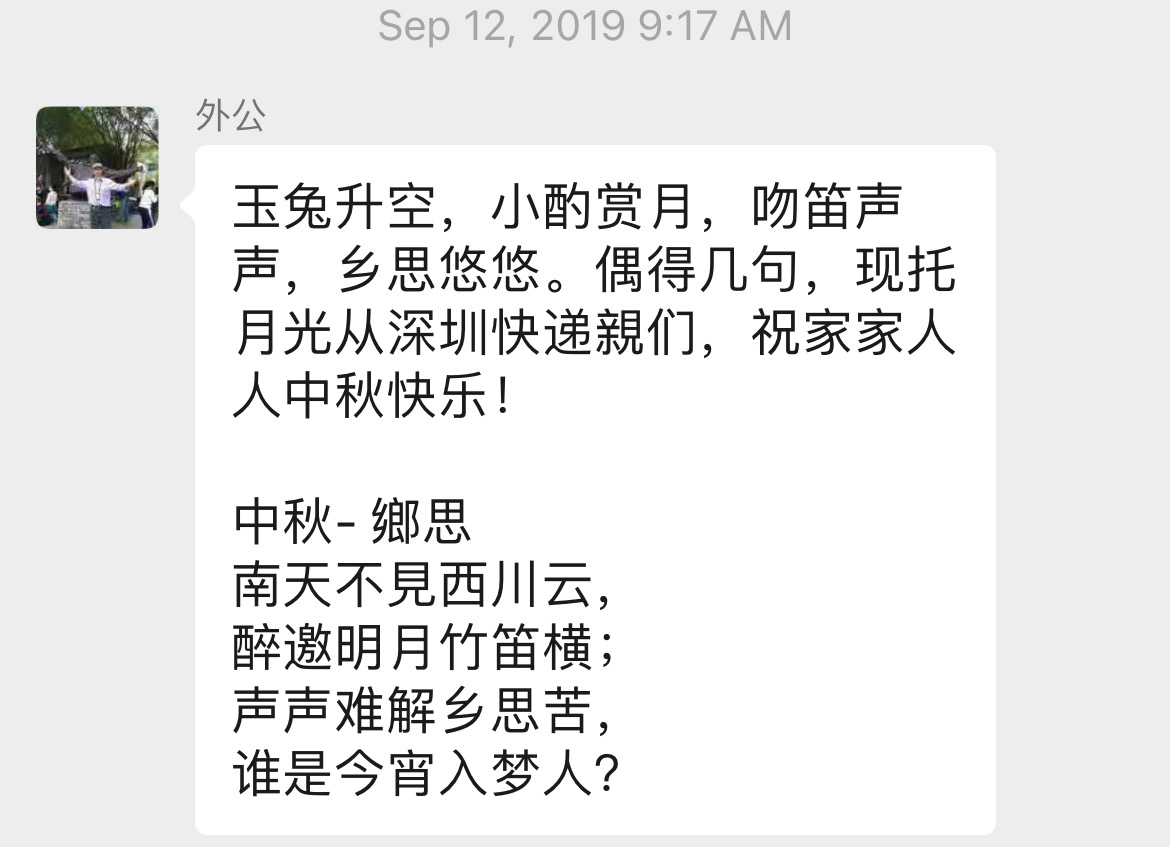 Sep 12, 2019 9:17 AM
外公
玉兔升空，小酌赏月，吻笛声
声，乡思悠悠。偶得几句，现托
月光从深圳快递親们，祝家家人
人中秋快乐！
中秋- 鄉思
南天不見西川云，
醉邀明月竹笛横；
声声难解乡思苦，
谁是今宵入梦人？